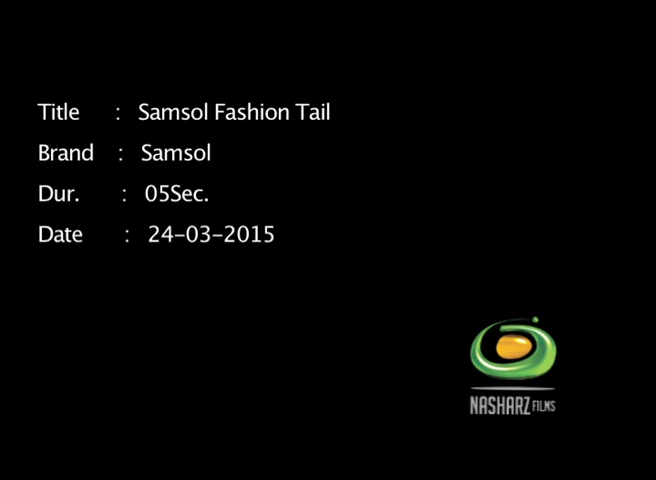 Title : Samsol Fashion Tail
Brand : Samsol
Dur. : 05Sec.
Date : 24-03-2015
NASHARZ FILMS